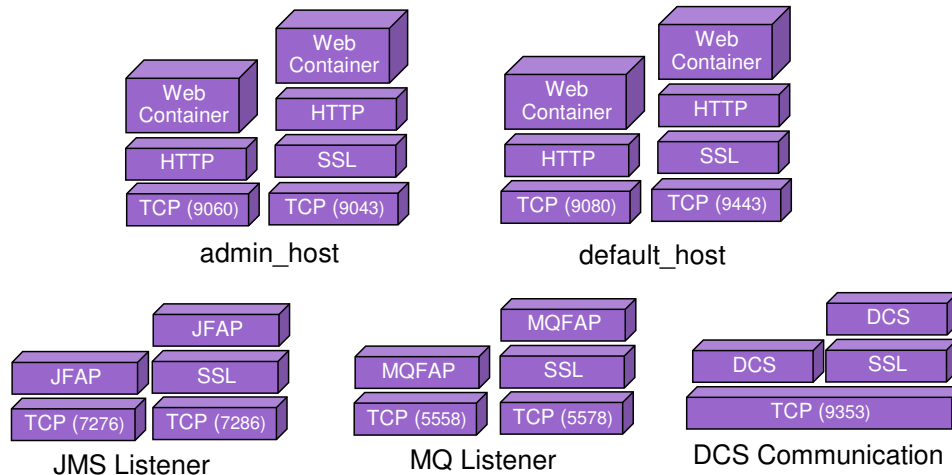 Web
Container
HTTP
TCP (9060)
Web
Container
HTTP
SSL
TCP (9043)
admin_host
Web
Container
HTTP
TCP (9080)
Web
Container
HTTP
SSL
TCP (9443)
default_host
JFAP
TCP (7276)
JFAP
SSL
TCP (7286)
JMS Listener
MQFAP
TCP (5558)
MQFAP
SSL
TCP (5578)
MQ Listener
DCS
DCS
SSL
TCP (9353)
DCS Communication